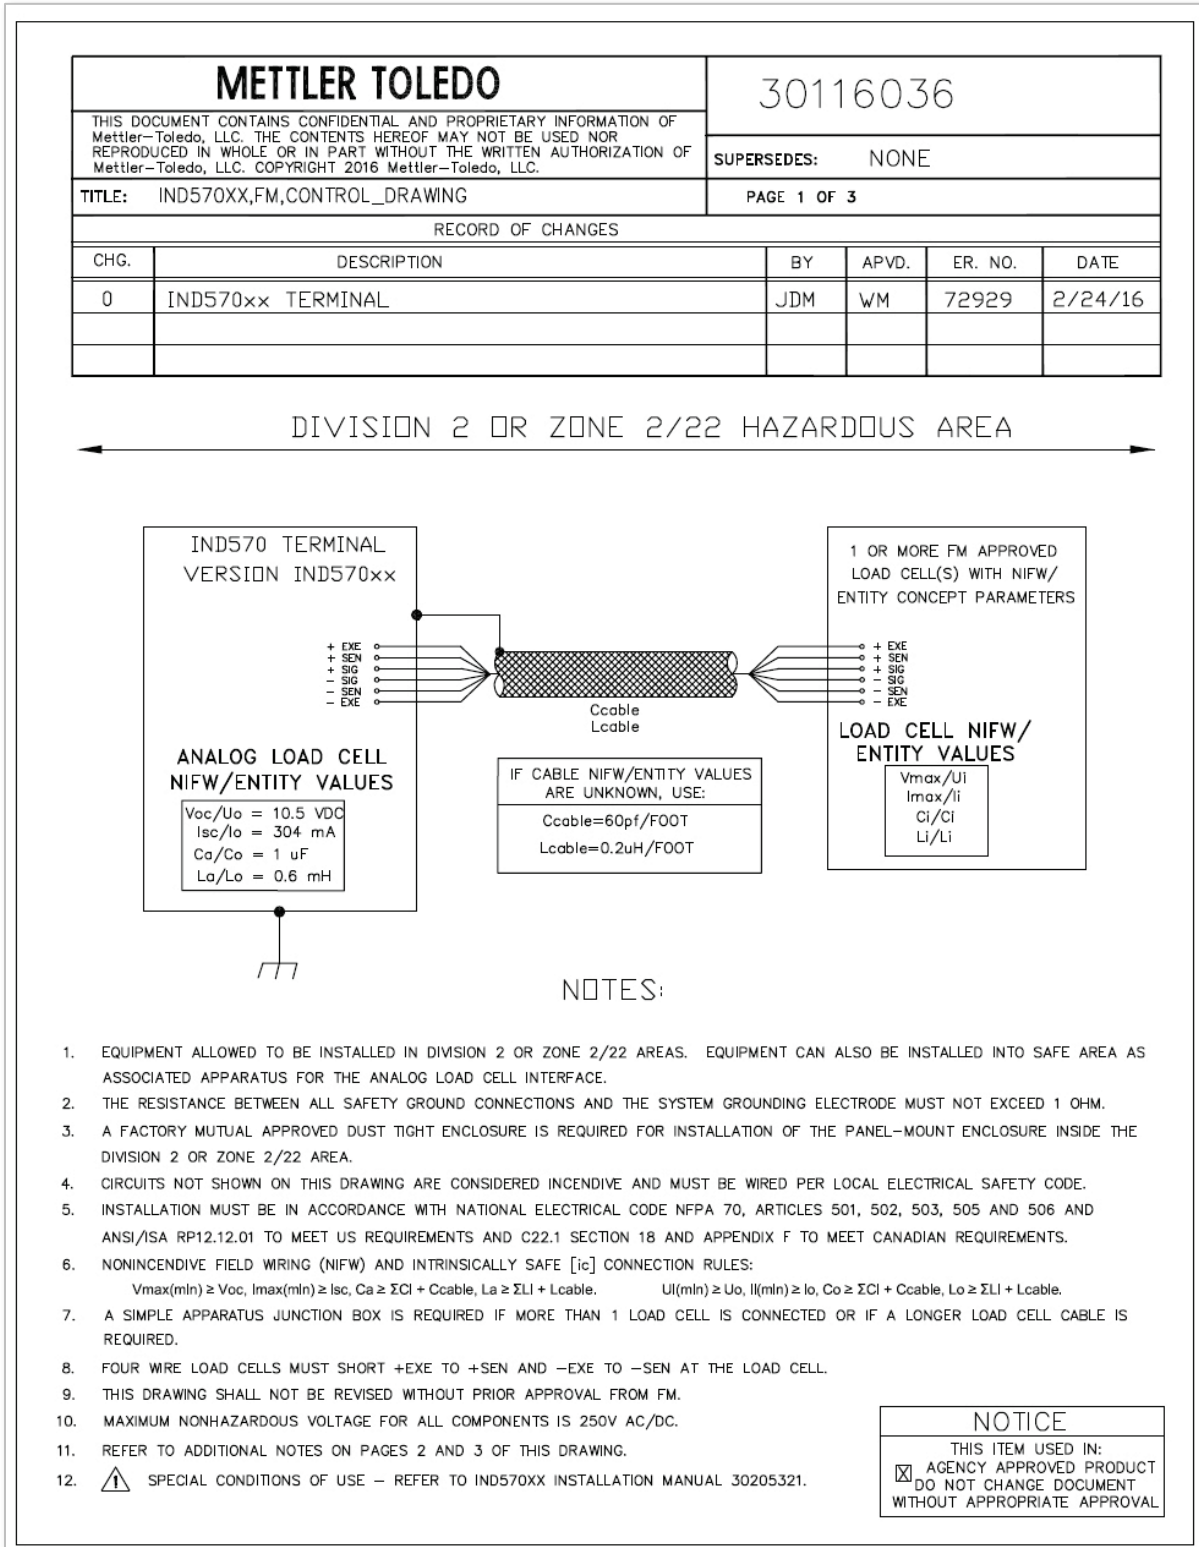 METTLER TOLEDO
THIS DOCUMENT CONTAINS CONFIDENTIAL AND PROPRIETARY INFORMATION OF
Mettler-Toledo, LLC. THE CONTENTS HEREOF MAY NOT BE USED NOR
REPRODUCED IN WHOLE OR IN PART WITHOUT THE WRITTEN AUTHORIZATION OF
Mettler-Toledo, LLC. COPYRIGHT 2016 Mettler-Toledo, LLC.
30116036
SUPERSEDES: NONE
TITLE: IND570XX,FM,CONTROL_DRAWING
PAGE 1 OF 3
RECORD OF CHANGES
CHG. DESCRIPTION BY APVD. ER. NO. DATE
0 IND570xx TERMINAL JDM WM 72929 2/24/16
DIVISION 2 OR ZONE 2/22 HAZARDOUS AREA
IND570 TERMINAL
VERSION IND570xx
+ EXE
+ SEN
+ SIG
- SIG
- SEN
- EXE
ANALOG LOAD CELL
NIFW/ENTITY VALUES
Voc/Uo = 10.5 VDC
Isc/Io = 304 mA
Ca/Co = 1 uF
La/Lo = 0.6 mH
Ccable
Lcable
IF CABLE NIFW/ENTITY VALUES
ARE UNKNOWN, USE:
Ccable=60pf/FOOT
Lcable=0.2uH/FOOT
1 OR MORE FM APPROVED
LOAD CELL(S) WITH NIFW/
ENTITY CONCEPT PARAMETERS
+ EXE
+ SEN
+ SIG
- SIG
- SEN
- EXE
LOAD CELL NIFW/
ENTITY VALUES
Vmax/Ui
Imax/Ii
Ci/Ci
Li/Li
NOTES:
1. EQUIPMENT ALLOWED TO BE INSTALLED IN DIVISION 2 OR ZONE 2/22 AREAS. EQUIPMENT CAN ALSO BE INSTALLED INTO SAFE AREA AS
ASSOCIATED APPARATUS FOR THE ANALOG LOAD CELL INTERFACE.
2. THE RESISTANCE BETWEEN ALL SAFETY GROUND CONNECTIONS AND THE SYSTEM GROUNDING ELECTRODE MUST NOT EXCEED 1 OHM.
3. A FACTORY MUTUAL APPROVED DUST TIGHT ENCLOSURE IS REQUIRED FOR INSTALLATION OF THE PANEL-MOUNT ENCLOSURE INSIDE THE
DIVISION 2 OR ZONE 2/22 AREA.
4. CIRCUITS NOT SHOWN ON THIS DRAWING ARE CONSIDERED INCENDIVE AND MUST BE WIRED PER LOCAL ELECTRICAL SAFETY CODE.
5. INSTALLATION MUST BE IN ACCORDANCE WITH NATIONAL ELECTRICAL CODE NFPA 70, ARTICLES 501, 502, 503, 505 AND 506 AND
ANSI/ISA RP12.12.01 TO MEET US REQUIREMENTS AND C22.1 SECTION 18 AND APPENDIX F TO MEET CANADIAN REQUIREMENTS.
6. NONINCENDIVE FIELD WIRING (NIFW) AND INTRINSICALLY SAFE [ic] CONNECTION RULES:
Vmax(min) ≥ Voc, Imax(min) ≥ Isc, Ca ≥ ΣCI + Ccable, La ≥ ΣLI + Lcable. UI(min) ≥ Uo, II(min) ≥ Io, Co ≥ ΣCI + Ccable, Lo ≥ ΣLI + Lcable.
7. A SIMPLE APPARATUS JUNCTION BOX IS REQUIRED IF MORE THAN 1 LOAD CELL IS CONNECTED OR IF A LONGER LOAD CELL CABLE IS
REQUIRED.
8. FOUR WIRE LOAD CELLS MUST SHORT +EXE TO +SEN AND -EXE TO -SEN AT THE LOAD CELL.
9. THIS DRAWING SHALL NOT BE REVISED WITHOUT PRIOR APPROVAL FROM FM.
10. MAXIMUM NONHAZARDOUS VOLTAGE FOR ALL COMPONENTS IS 250V AC/DC.
11. REFER TO ADDITIONAL NOTES ON PAGES 2 AND 3 OF THIS DRAWING.
12. ⚠ SPECIAL CONDITIONS OF USE - REFER TO IND570XX INSTALLATION MANUAL 30205321.
NOTICE
THIS ITEM USED IN:
☒ AGENCY APPROVED PRODUCT
DO NOT CHANGE DOCUMENT
WITHOUT APPROPRIATE APPROVAL